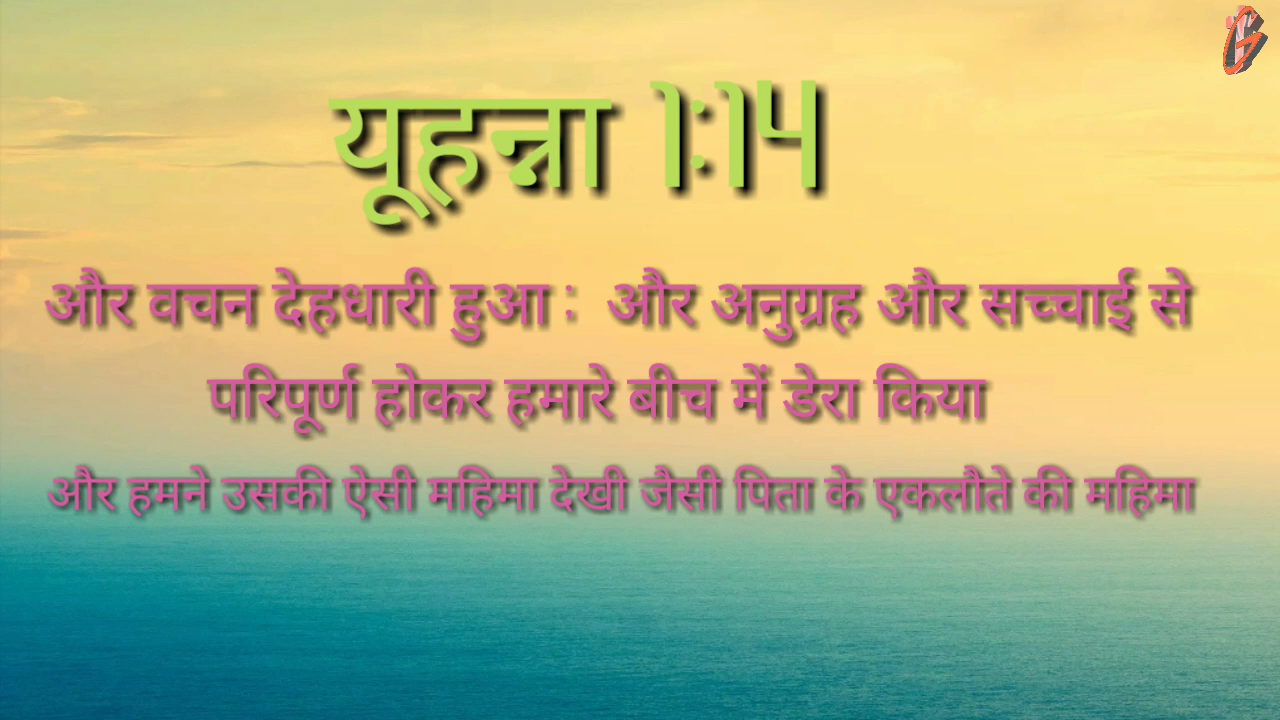 यूहन्ना 1:14
और वचन देहधारी हुआ : और अनुग्रह और सच्चाई से
परिपूर्ण होकर हमारे बीच में डेरा किया
और हमने उसकी ऐसी महिमा देखी जैसी पिता के एकलौते की महिमा